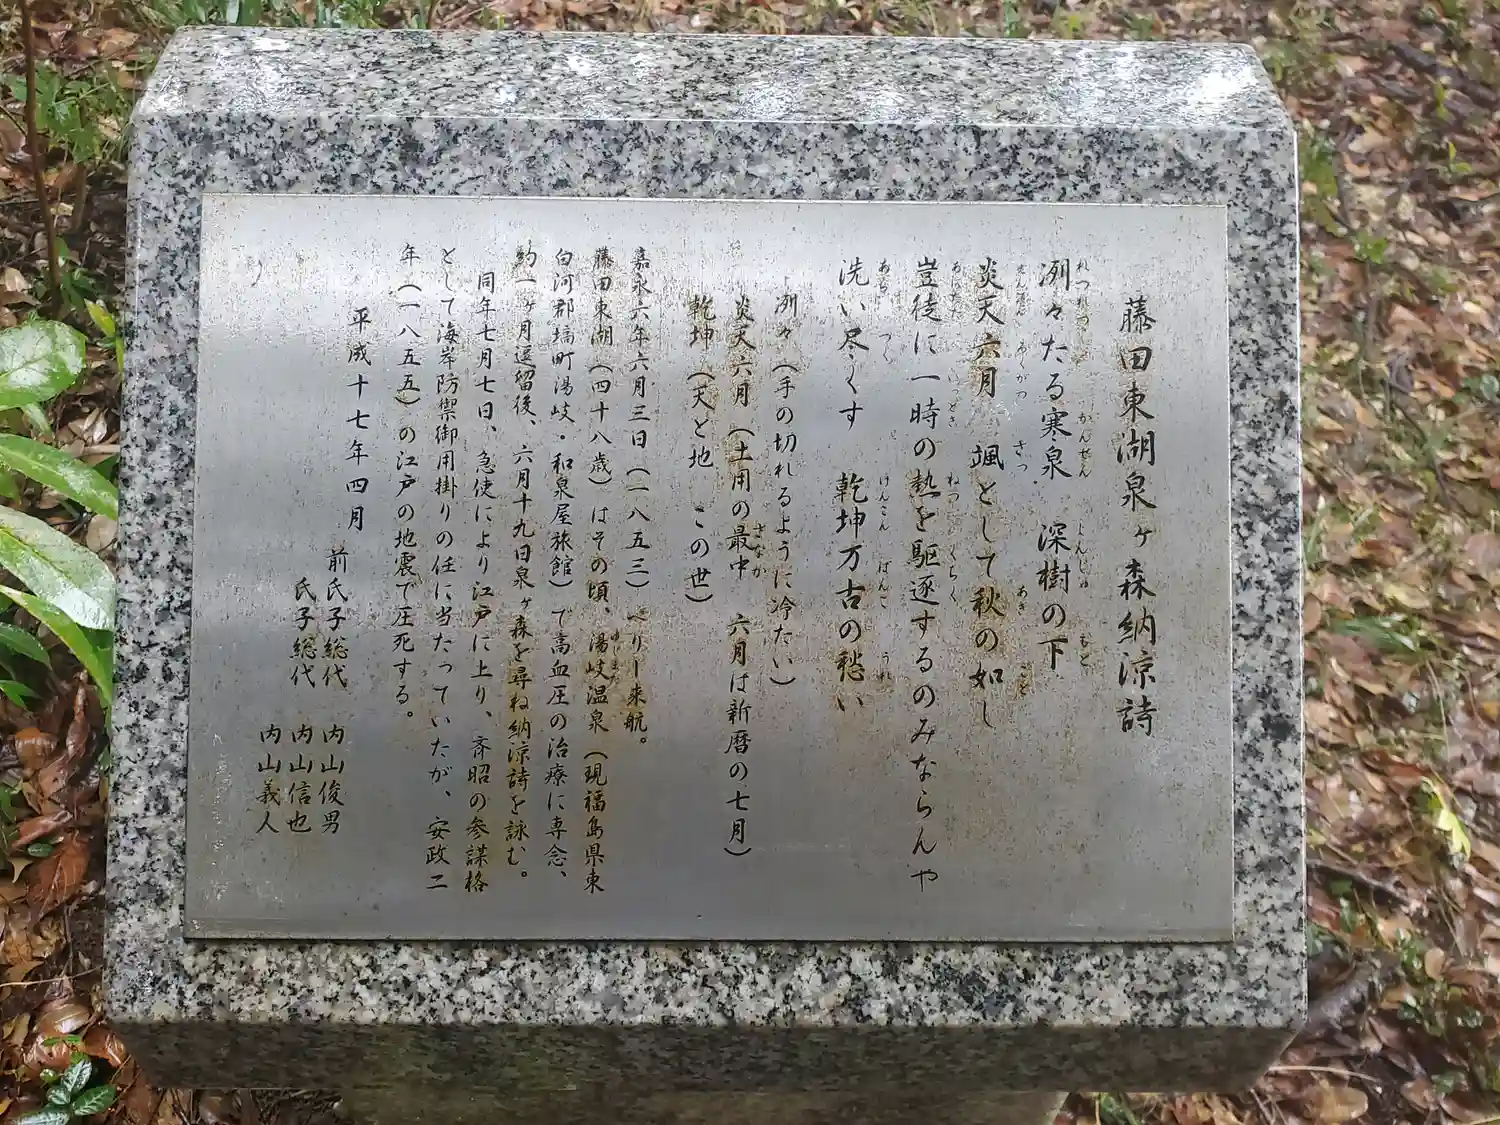 藤田東湖泉ヶ森納涼詩
冽々たる寒泉 深樹の下
炎天六月 颯として秋の如し
豈徒に一時の熱を駆逐するのみならんや
洗い尽くす 乾坤万古の愁い
冽々（手の切れるように冷たい）
炎天六月（土用の最中 六月は新暦の七月）
乾坤（天と地 この世）
嘉永六年六月三日（一八五三）ペリー来航。
藤田東湖（四十八歳）はその頃、湯岐温泉（現福島県東
白河郡塙町湯岐・和泉屋旅館）で高血圧の治療に専念、
約一ヶ月逗留後、六月十九日泉ヶ森を尋ね納涼詩を詠む。
同年七月七日、急使により江戸に上り、斉昭の参謀格
として海岸防禦御用掛りの任に当たっていたが、安政二
年（一八五五）の江戸の地震で圧死する。
平成十七年四月
前氏子総代 内山俊男
氏子総代 内山信也
内山義人